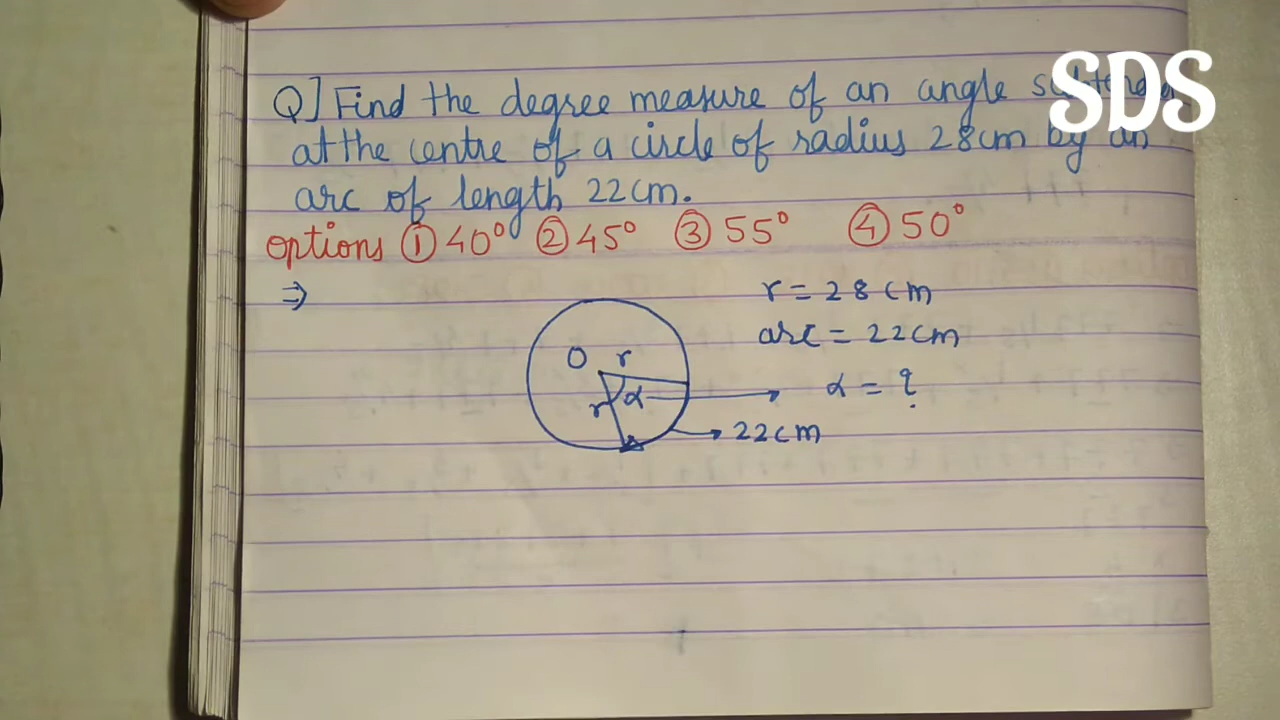 SDS
Q] Find the degree measure of an angle
at the centre of a circle of radius 28cm by an
arc of length 22cm.
options ① 40° ② 45° ③ 55° ④ 50°
⇒
r = 28 cm
arc = 22cm
O r
r α → α = ?
→ 22cm